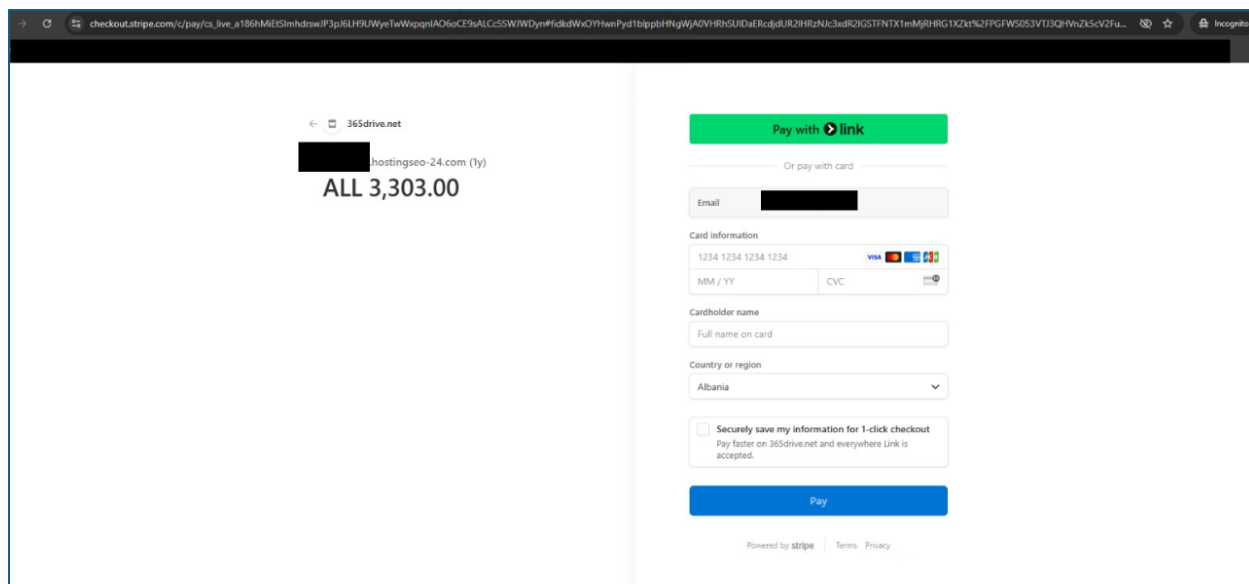 checkout.stripe.com/c/pay/cs_live_a186hMiEtSlmhdrswJP3pJ6LH9UWyeTwWxpqnlAO6oCE9sALCc5SWJWDyn#fidkdWxOYHwnPyd1blppbHNgWjA0VHRhSUlDaERcdjdUR2lHRzNJc3xdR2lGSTFNTX1mMjRHRG1XZkt%2FPGFWS053VTJ3QHVnZk5cV2Fu...
Incognito
365drive.net
.hostingseo-24.com (1y)
ALL 3,303.00
Pay with link
Or pay with card
Email
Card information
1234 1234 1234 1234
VISA
MM / YY
CVC
Cardholder name
Full name on card
Country or region
Albania
Securely save my information for 1-click checkout
Pay faster on 365drive.net and everywhere Link is
accepted.
Pay
Powered by stripe
Terms Privacy